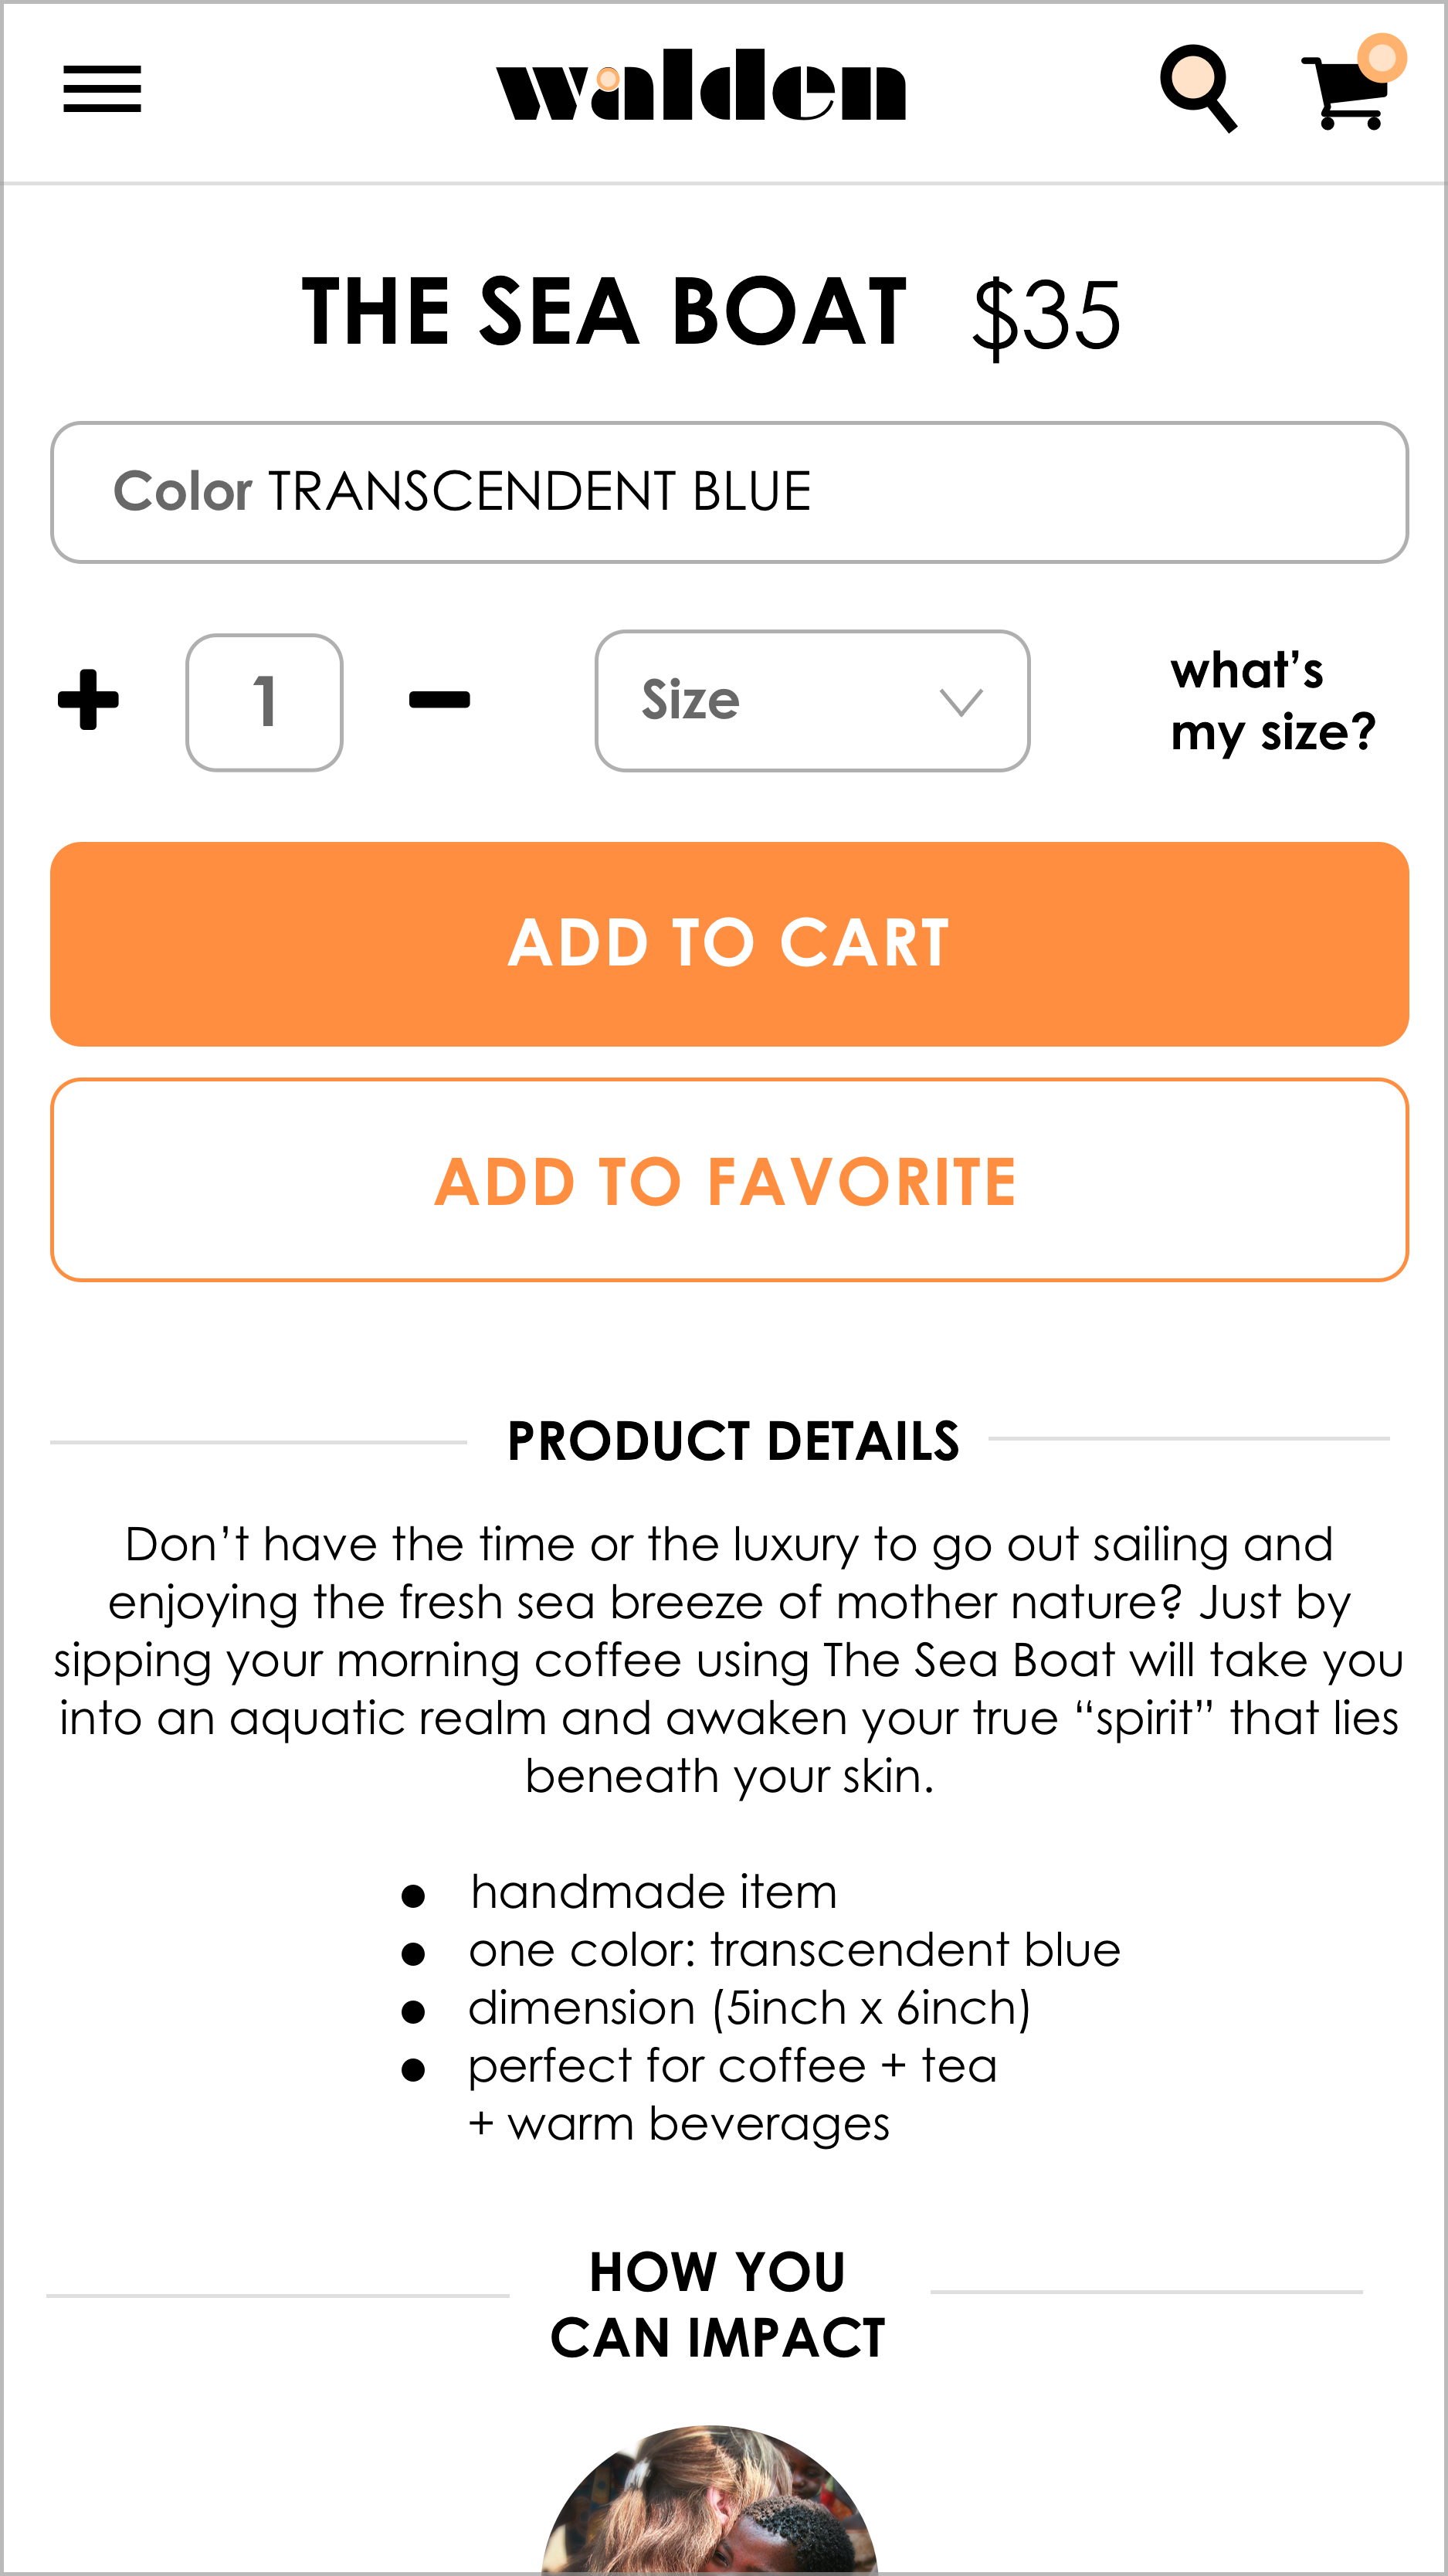 walden
THE SEA BOAT $35
Color TRANSCENDENT BLUE
1 Size what’s
my size?
ADD TO CART
ADD TO FAVORITE
PRODUCT DETAILS
Don’t have the time or the luxury to go out sailing and
enjoying the fresh sea breeze of mother nature? Just by
sipping your morning coffee using The Sea Boat will take you
into an aquatic realm and awaken your true “spirit” that lies
beneath your skin.
● handmade item
● one color: transcendent blue
● dimension (5inch x 6inch)
● perfect for coffee + tea
+ warm beverages
HOW YOU
CAN IMPACT